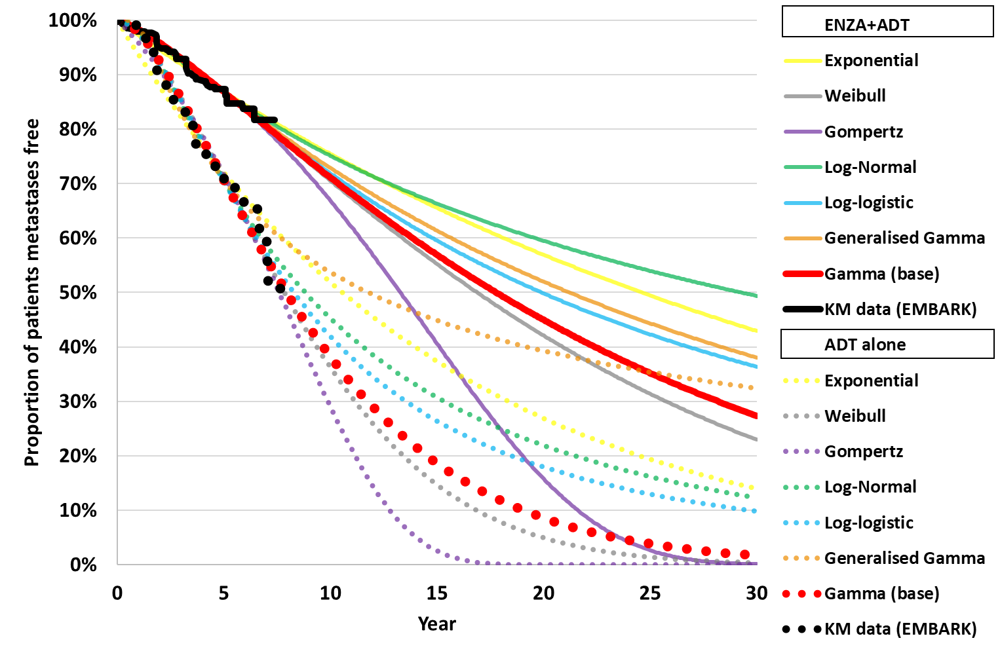 100%
90%
80%
70%
60%
50%
40%
30%
20%
10%
0%
Proportion of patients metastases free
0 5 10 15 20 25 30
Year
ENZA+ADT
Exponential
Weibull
Gompertz
Log-Normal
Log-logistic
Generalised Gamma
Gamma (base)
KM data (EMBARK)
ADT alone
Exponential
Weibull
Gompertz
Log-Normal
Log-logistic
Generalised Gamma
Gamma (base)
KM data (EMBARK)